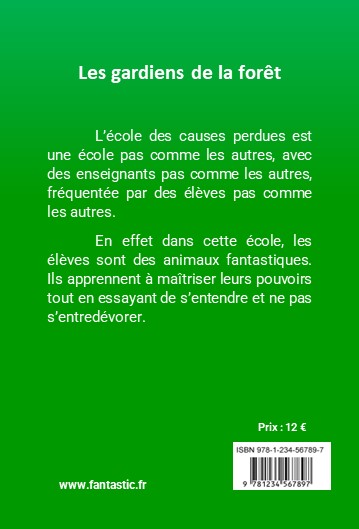 Les gardiens de la forêt
L’école des causes perdues est
une école pas comme les autres, avec
des enseignants pas comme les autres,
fréquentée par des élèves pas comme
les autres.
En effet dans cette école, les
élèves sont des animaux fantastiques.
Ils apprennent à maîtriser leurs pouvoirs
tout en essayant de s’entendre et ne pas
s’entredévorer.
Prix : 12 €
ISBN 978-1-234-56789-7
9 781234 567897
www.fantastic.fr